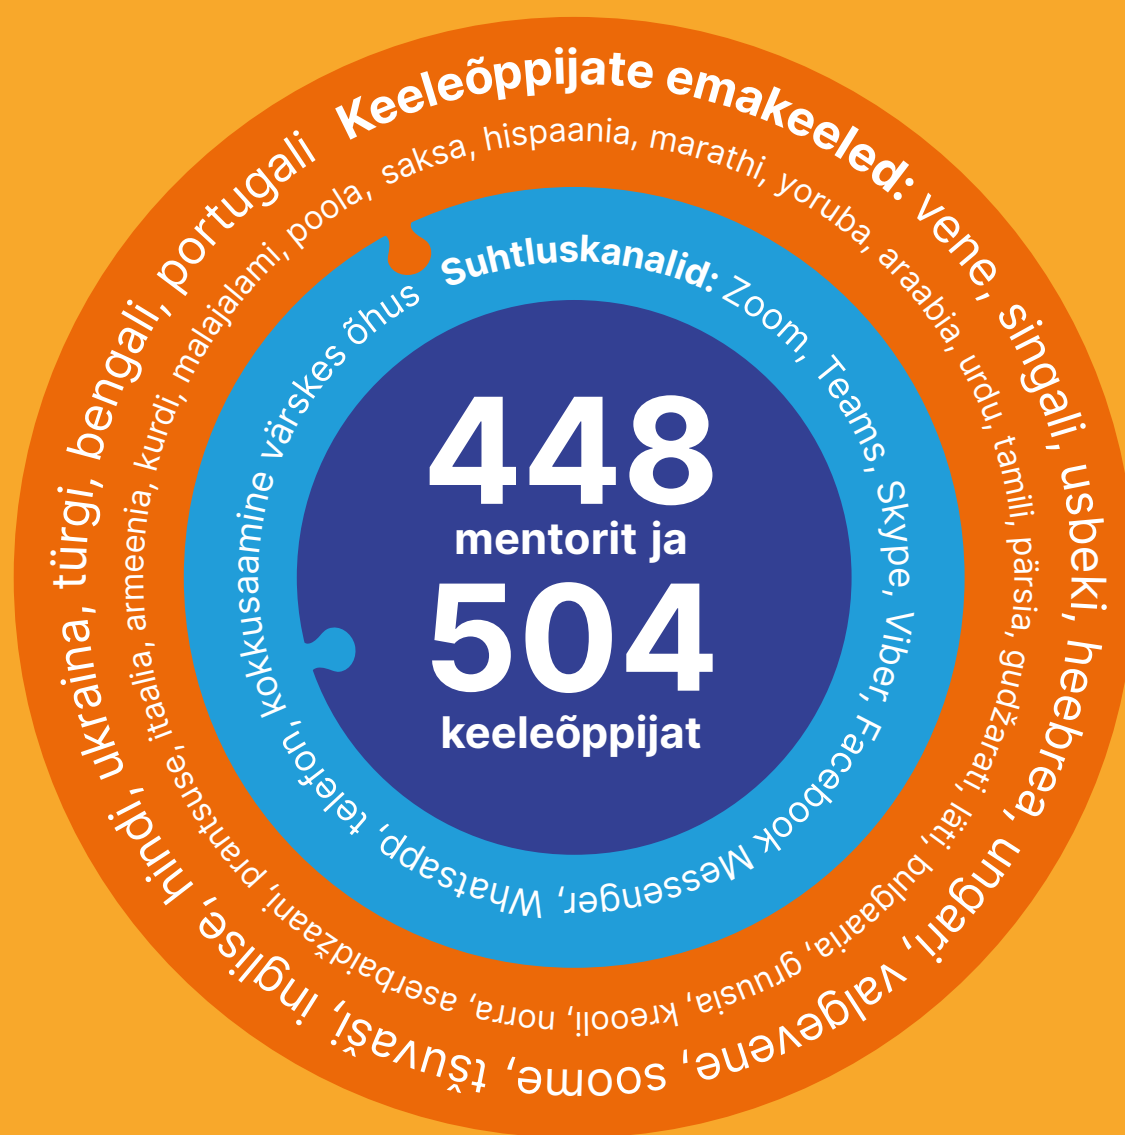 Keeleõppijate emakeeled: vene, singali, usbeki, heebrea, ungari, valgevene, soome, tšuvaši, inglise, hindi, ukraina, türgi, bengali, portugali
saksa, hispaania, marathi, yoruba, araabia, urdu, tamili, pärsia, gudžarati, läti, bulgaaria, gruusia, kreooli, norra, aserbaidžaani, prantsuse, itaalia, armeenia, kurdi, malajalami, poola,
Suhtluskanalid: Zoom, Teams, Skype, Viber, Facebook Messenger, Whatsapp, telefon, kokkusaamine värskes õhus
448
mentorit ja
504
keeleõppijat